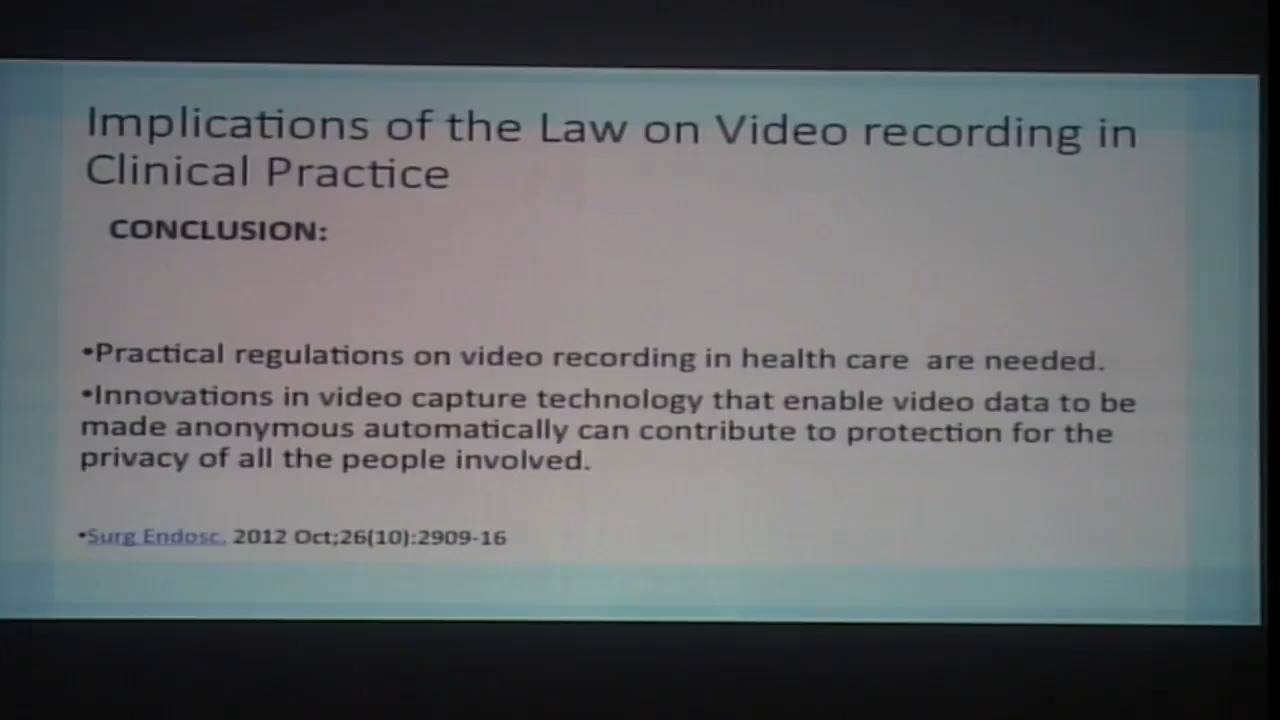 Implications of the Law on Video recording in
Clinical Practice
CONCLUSION:
•Practical regulations on video recording in health care are needed.
•Innovations in video capture technology that enable video data to be
made anonymous automatically can contribute to protection for the
privacy of all the people involved.
•Surg Endosc. 2012 Oct;26(10):2909-16